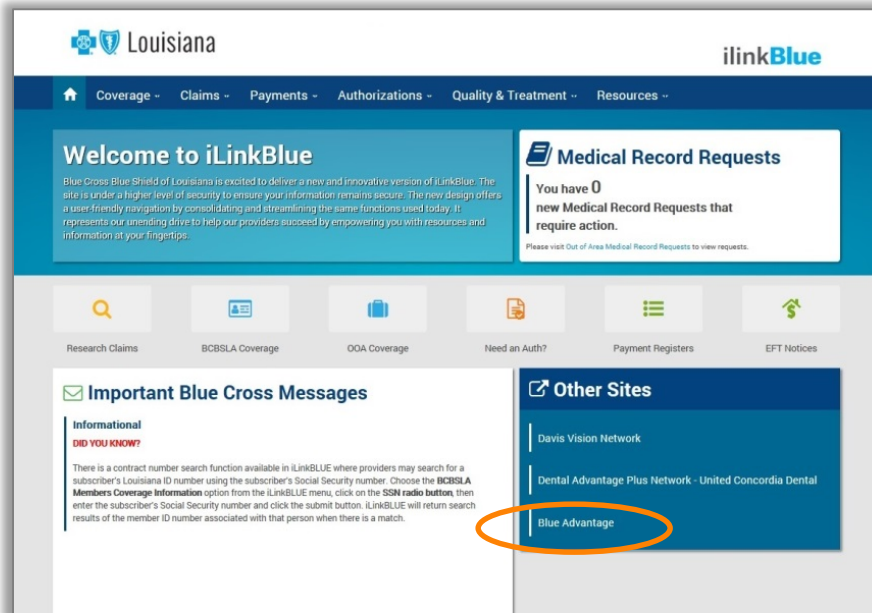 Louisiana
ilinkBlue
Coverage
Claims
Payments
Authorizations
Quality & Treatment
Resources
Welcome to iLinkBlue
Blue Cross Blue Shield of Louisiana is excited to deliver a new and innovative version of iLinkBlue. The
site is under a higher level of security to ensure your information remains secure. The new design offers
a user-friendly navigation by consolidating and streamlining the same functions used today. It
represents our unending drive to help our providers succeed by empowering you with resources and
information at your fingertips.
Medical Record Requests
You have 0
new Medical Record Requests that
require action.
Please visit Out of Area Medical Record Requests to view requests.
Research Claims
BCBSLA Coverage
OOA Coverage
Need an Auth?
Payment Registers
EFT Notices
Important Blue Cross Messages
Informational
DID YOU KNOW?
There is a contract number search function available in iLinkBLUE where providers may search for a
subscriber's Louisiana ID number using the subscriber's Social Security number. Choose the BCBSLA
Members Coverage Information option from the iLinkBLUE menu, click on the SSN radio button, then
enter the subscriber's Social Security number and click the submit button. iLinkBLUE will return search
results of the member ID number associated with that person when there is a match.
Other Sites
Davis Vision Network
Dental Advantage Plus Network - United Concordia Dental
Blue Advantage